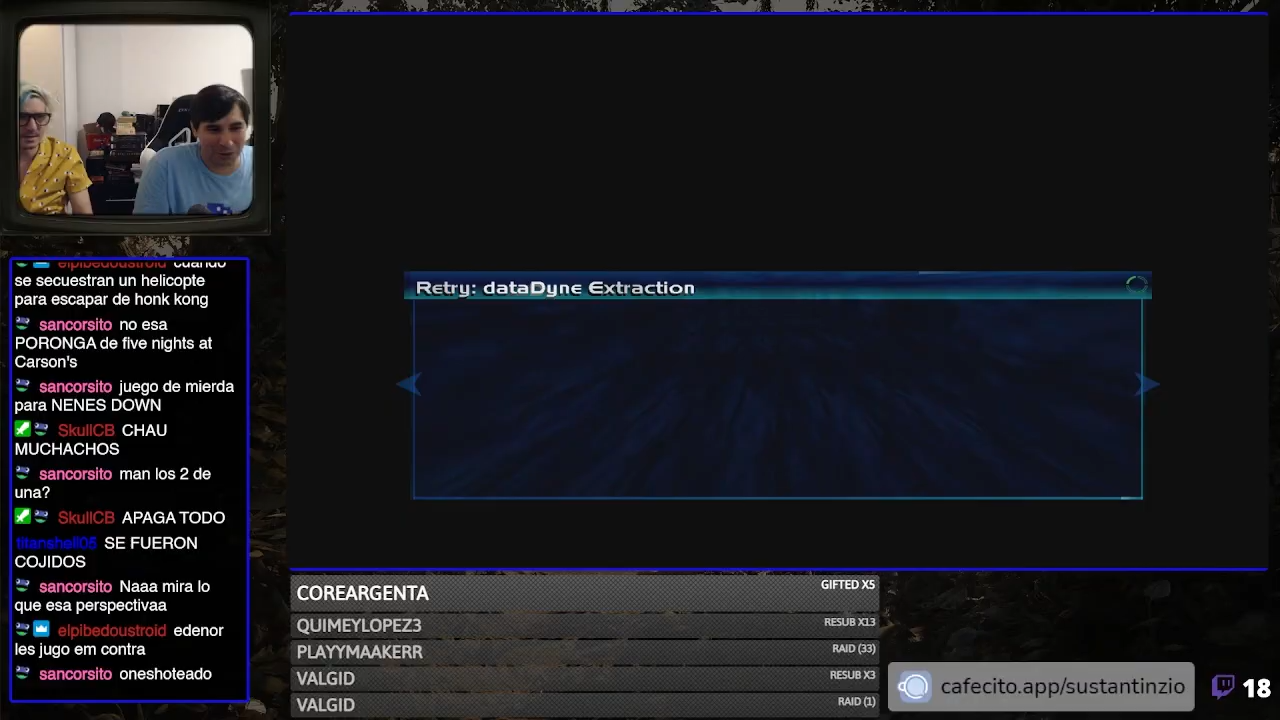 elpibedoustroid cuando
se secuestran un helicopte
para escapar de honk kong
sancorsito no esa
PORONGA de five nights at
Carson's
sancorsito juego de mierda
para NENES DOWN
SkullCB CHAU
MUCHACHOS
sancorsito man los 2 de
una?
SkullCB APAGA TODO
titanshell05 SE FUERON
COJIDOS
sancorsito Naaa mira lo
que esa perspectivaa
elpibedoustroid edenor
les jugo em contra
sancorsito oneshoteado
Retry: dataDyne Extraction
COREARGENTA GIFTED X5
QUIMEYLOPEZ3 RESUB X13
PLAYYMAAKERR RAID (33)
VALGID RESUB X3
VALGID RAID (1)
cafecito.app/sustantinzio
18